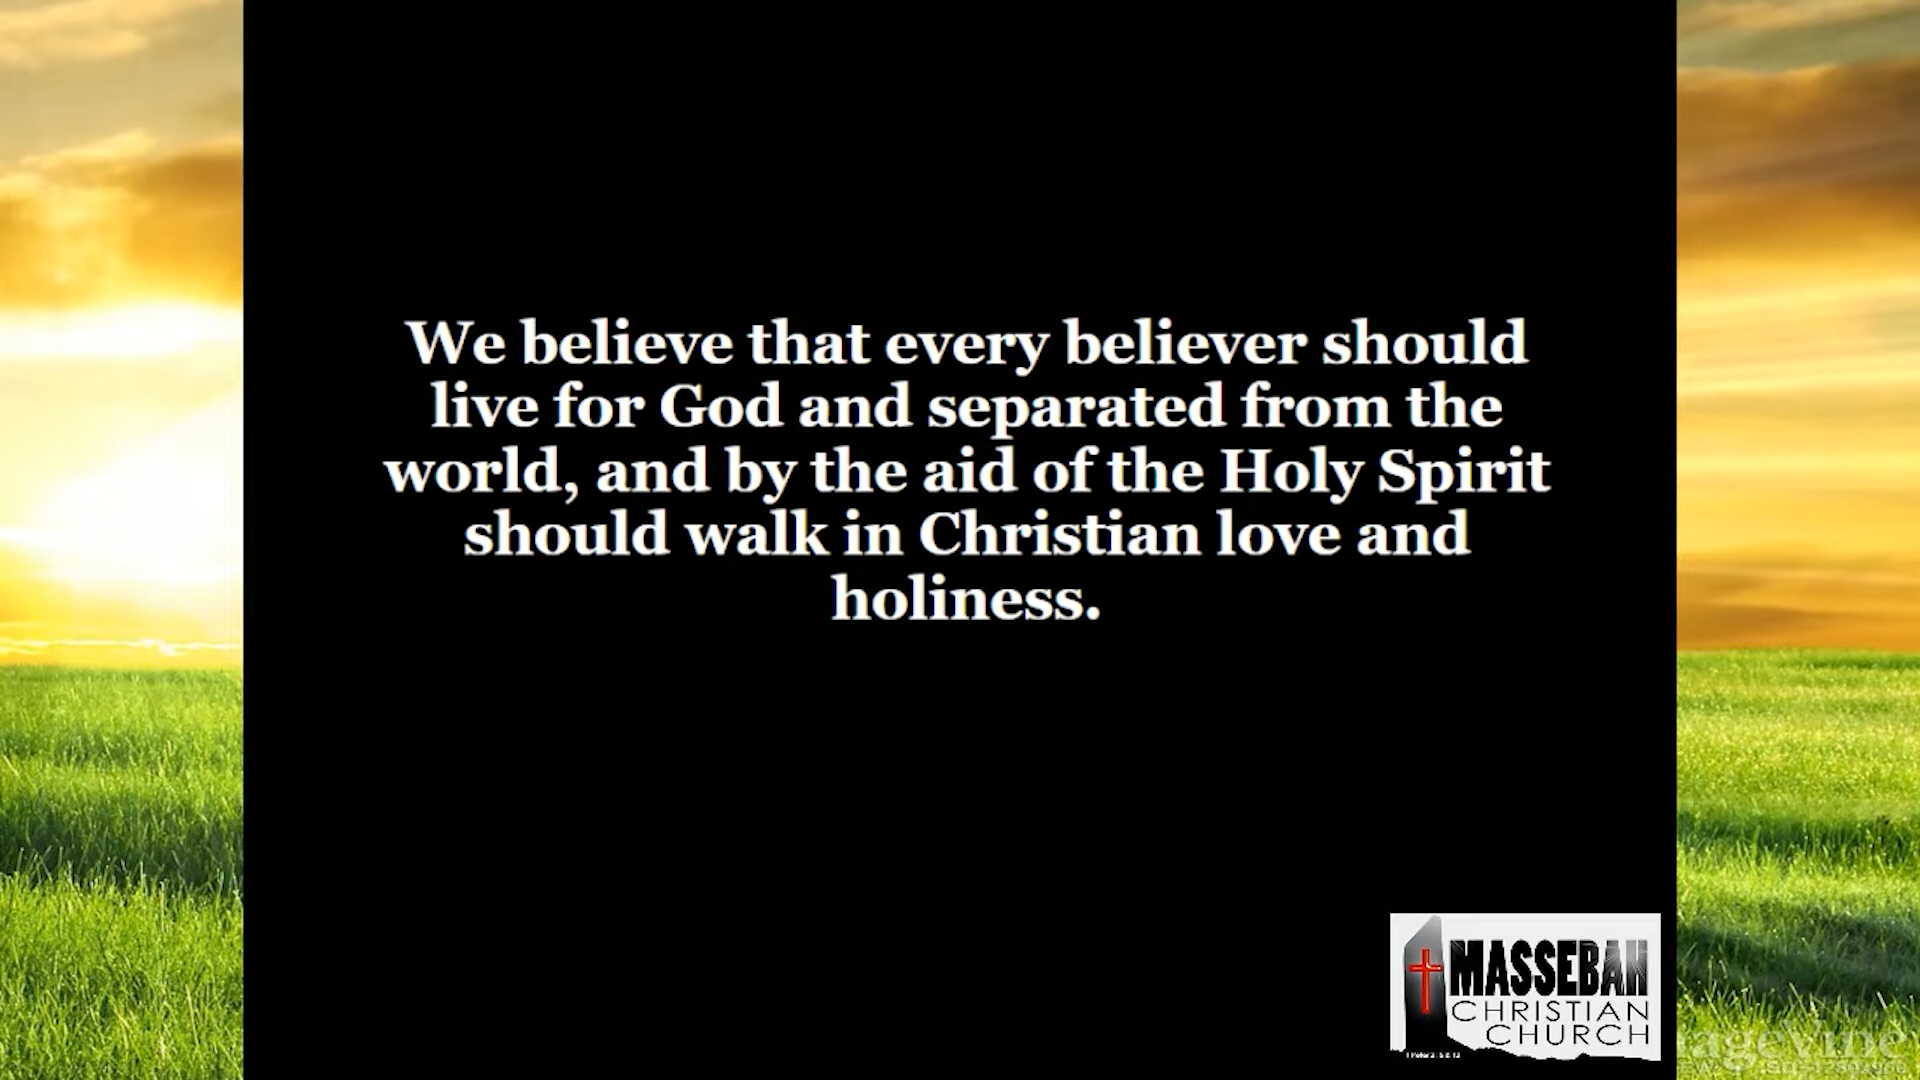 We believe that every believer should
live for God and separated from the
world, and by the aid of the Holy Spirit
should walk in Christian love and
holiness.
MASSEBAH
CHRISTIAN
CHURCH